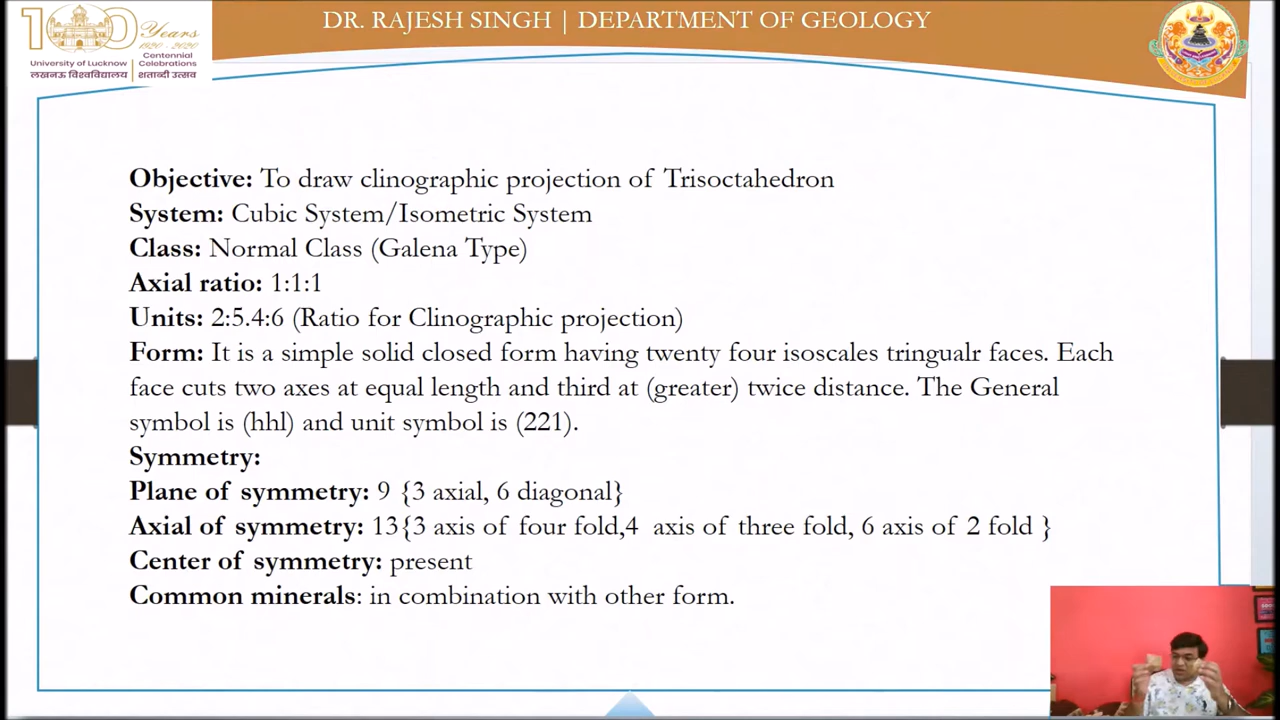 DR. RAJESH SINGH | DEPARTMENT OF GEOLOGY
100 Years
1920-2020
University of Lucknow
Centennial
Celebrations
लखनऊ विश्वविद्यालय
शताब्दी उत्सव
Objective: To draw clinographic projection of Trisoctahedron
System: Cubic System/Isometric System
Class: Normal Class (Galena Type)
Axial ratio: 1:1:1
Units: 2:5.4:6 (Ratio for Clinographic projection)
Form: It is a simple solid closed form having twenty four isoscales tringualr faces. Each
face cuts two axes at equal length and third at (greater) twice distance. The General
symbol is (hhl) and unit symbol is (221).
Symmetry:
Plane of symmetry: 9 {3 axial, 6 diagonal}
Axial of symmetry: 13{3 axis of four fold,4 axis of three fold, 6 axis of 2 fold }
Center of symmetry: present
Common minerals: in combination with other form.